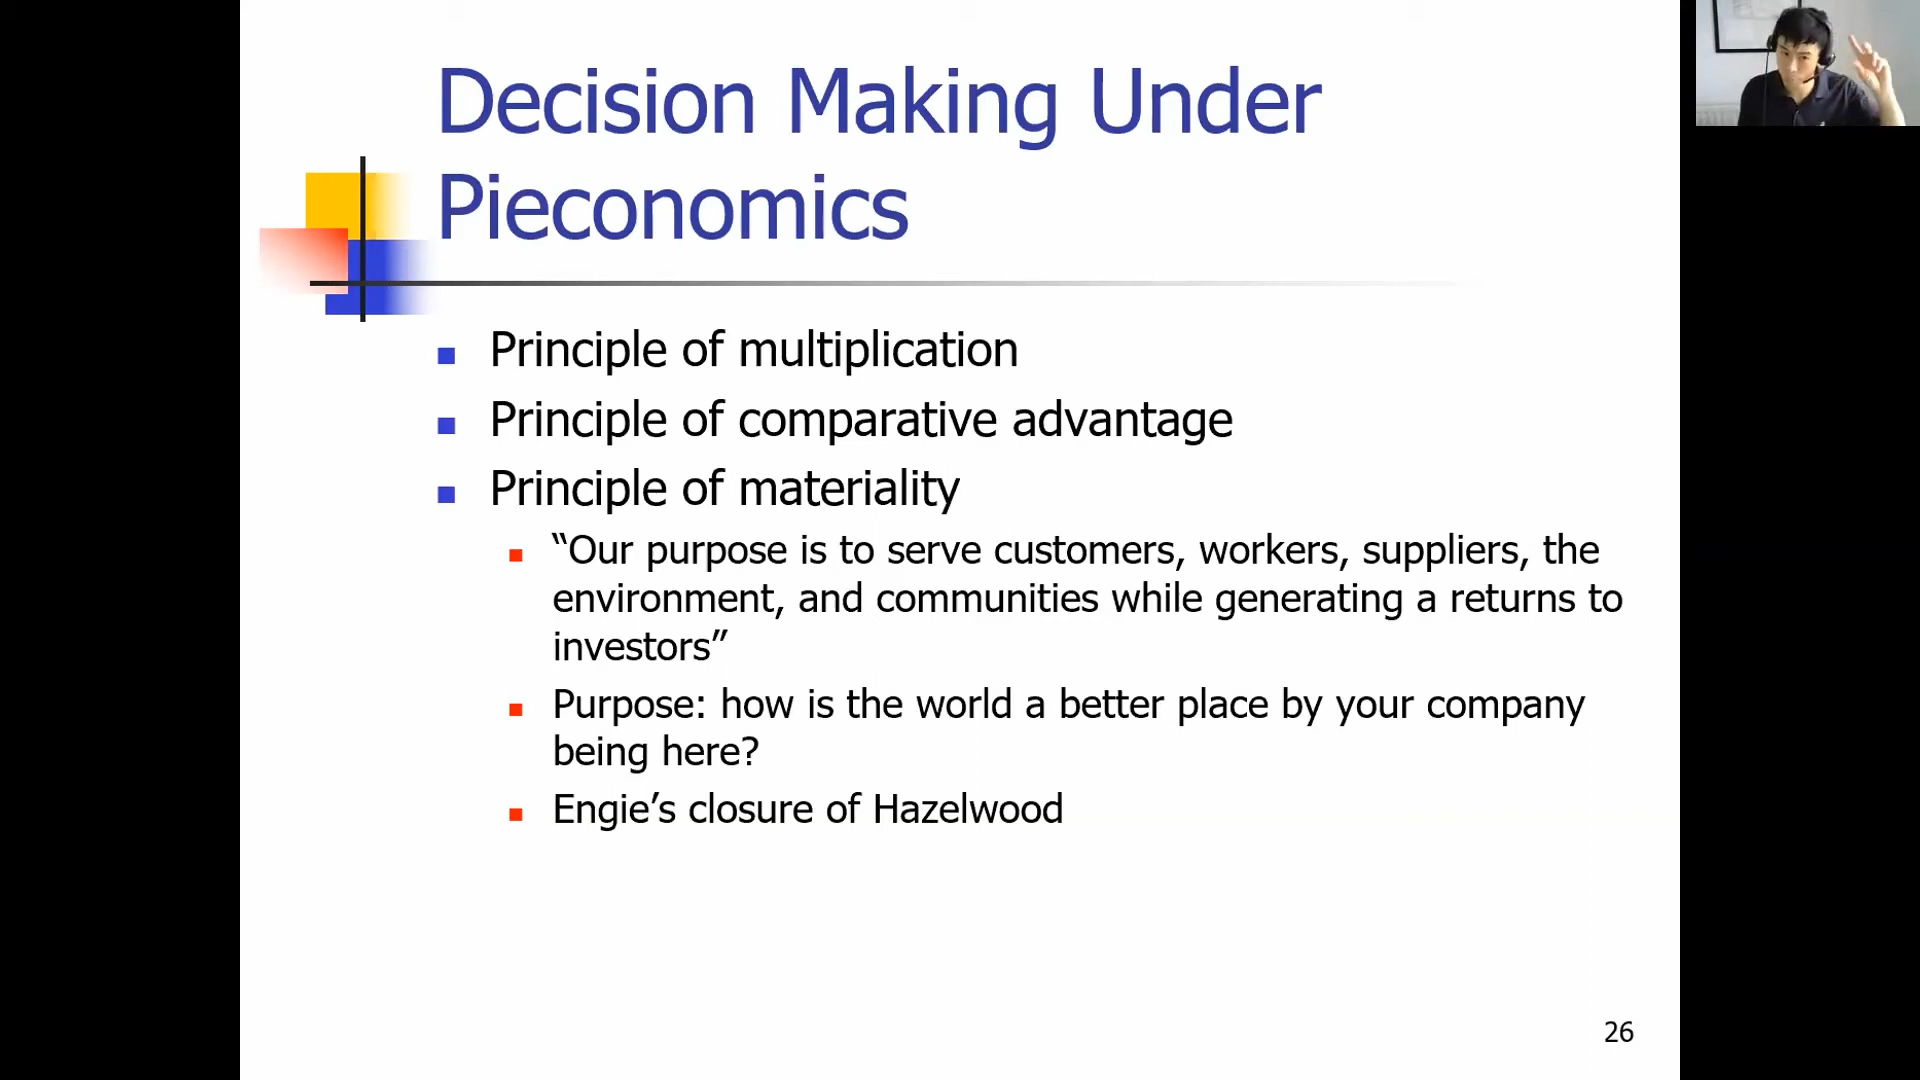 Decision Making Under
Pieconomics
Principle of multiplication
Principle of comparative advantage
Principle of materiality
“Our purpose is to serve customers, workers, suppliers, the
environment, and communities while generating a returns to
investors”
Purpose: how is the world a better place by your company
being here?
Engie’s closure of Hazelwood
26